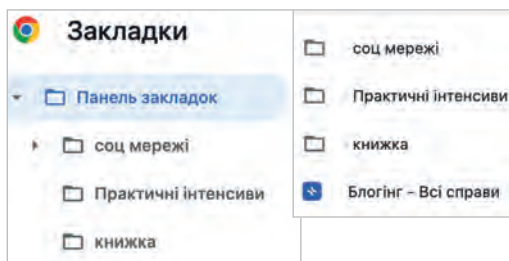 Закладки
Панель закладок
соц мережі
Практичні інтенсиви
книжка
соц мережі
Практичні інтенсиви
книжка
Блогінг – Всі справи